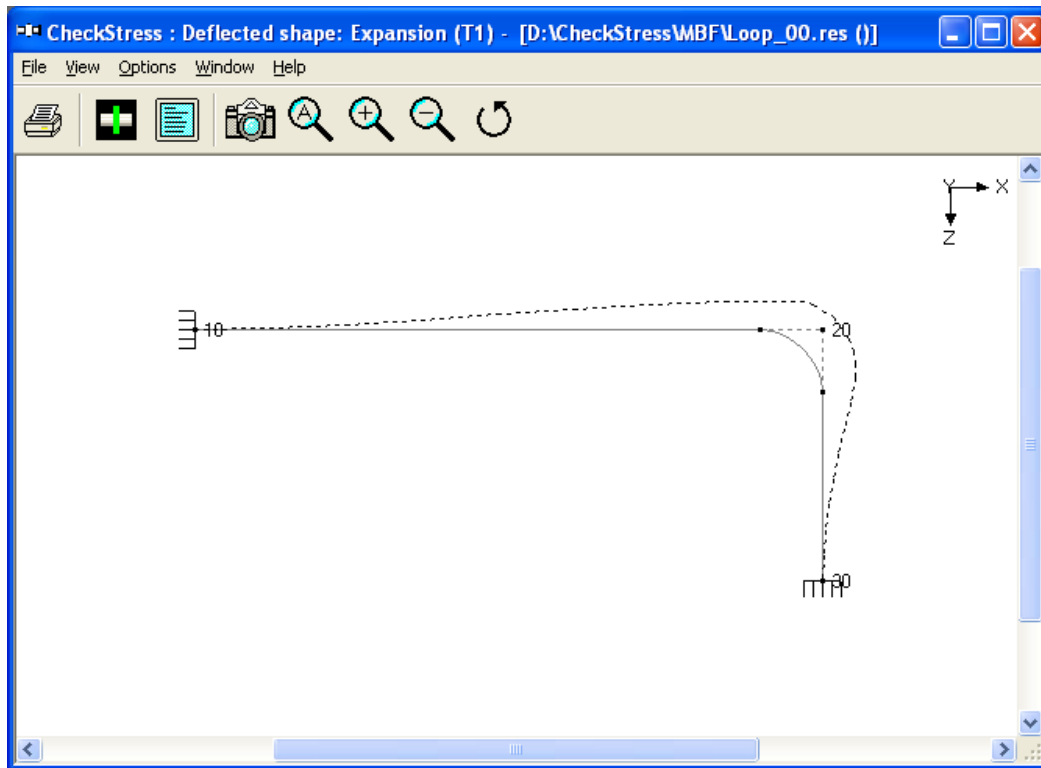 CheckStress : Deflected shape: Expansion (T1) - [D:\CheckStress\MBF\Loop_00.res ()]
File View Options Window Help
A
Y X
Z
10
20
30